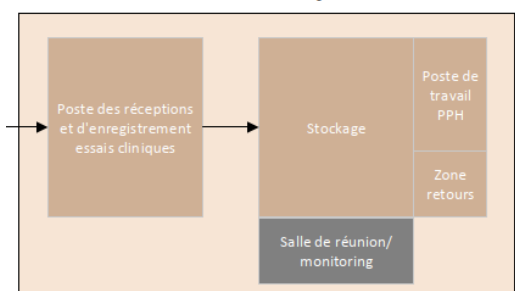 Poste des réceptions
et d'enregistrement
essais cliniques
Stockage
Poste de
travail
PPH
Zone
retours
Salle de réunion/
monitoring